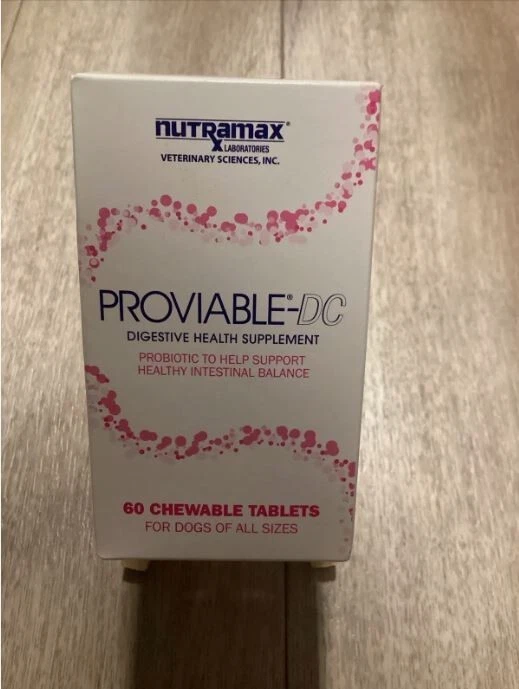 nutramax®
LABORATORIES
VETERINARY SCIENCES, INC.
PROVIABLE®-DC
DIGESTIVE HEALTH SUPPLEMENT
PROBIOTIC TO HELP SUPPORT
HEALTHY INTESTINAL BALANCE
60 CHEWABLE TABLETS
FOR DOGS OF ALL SIZES